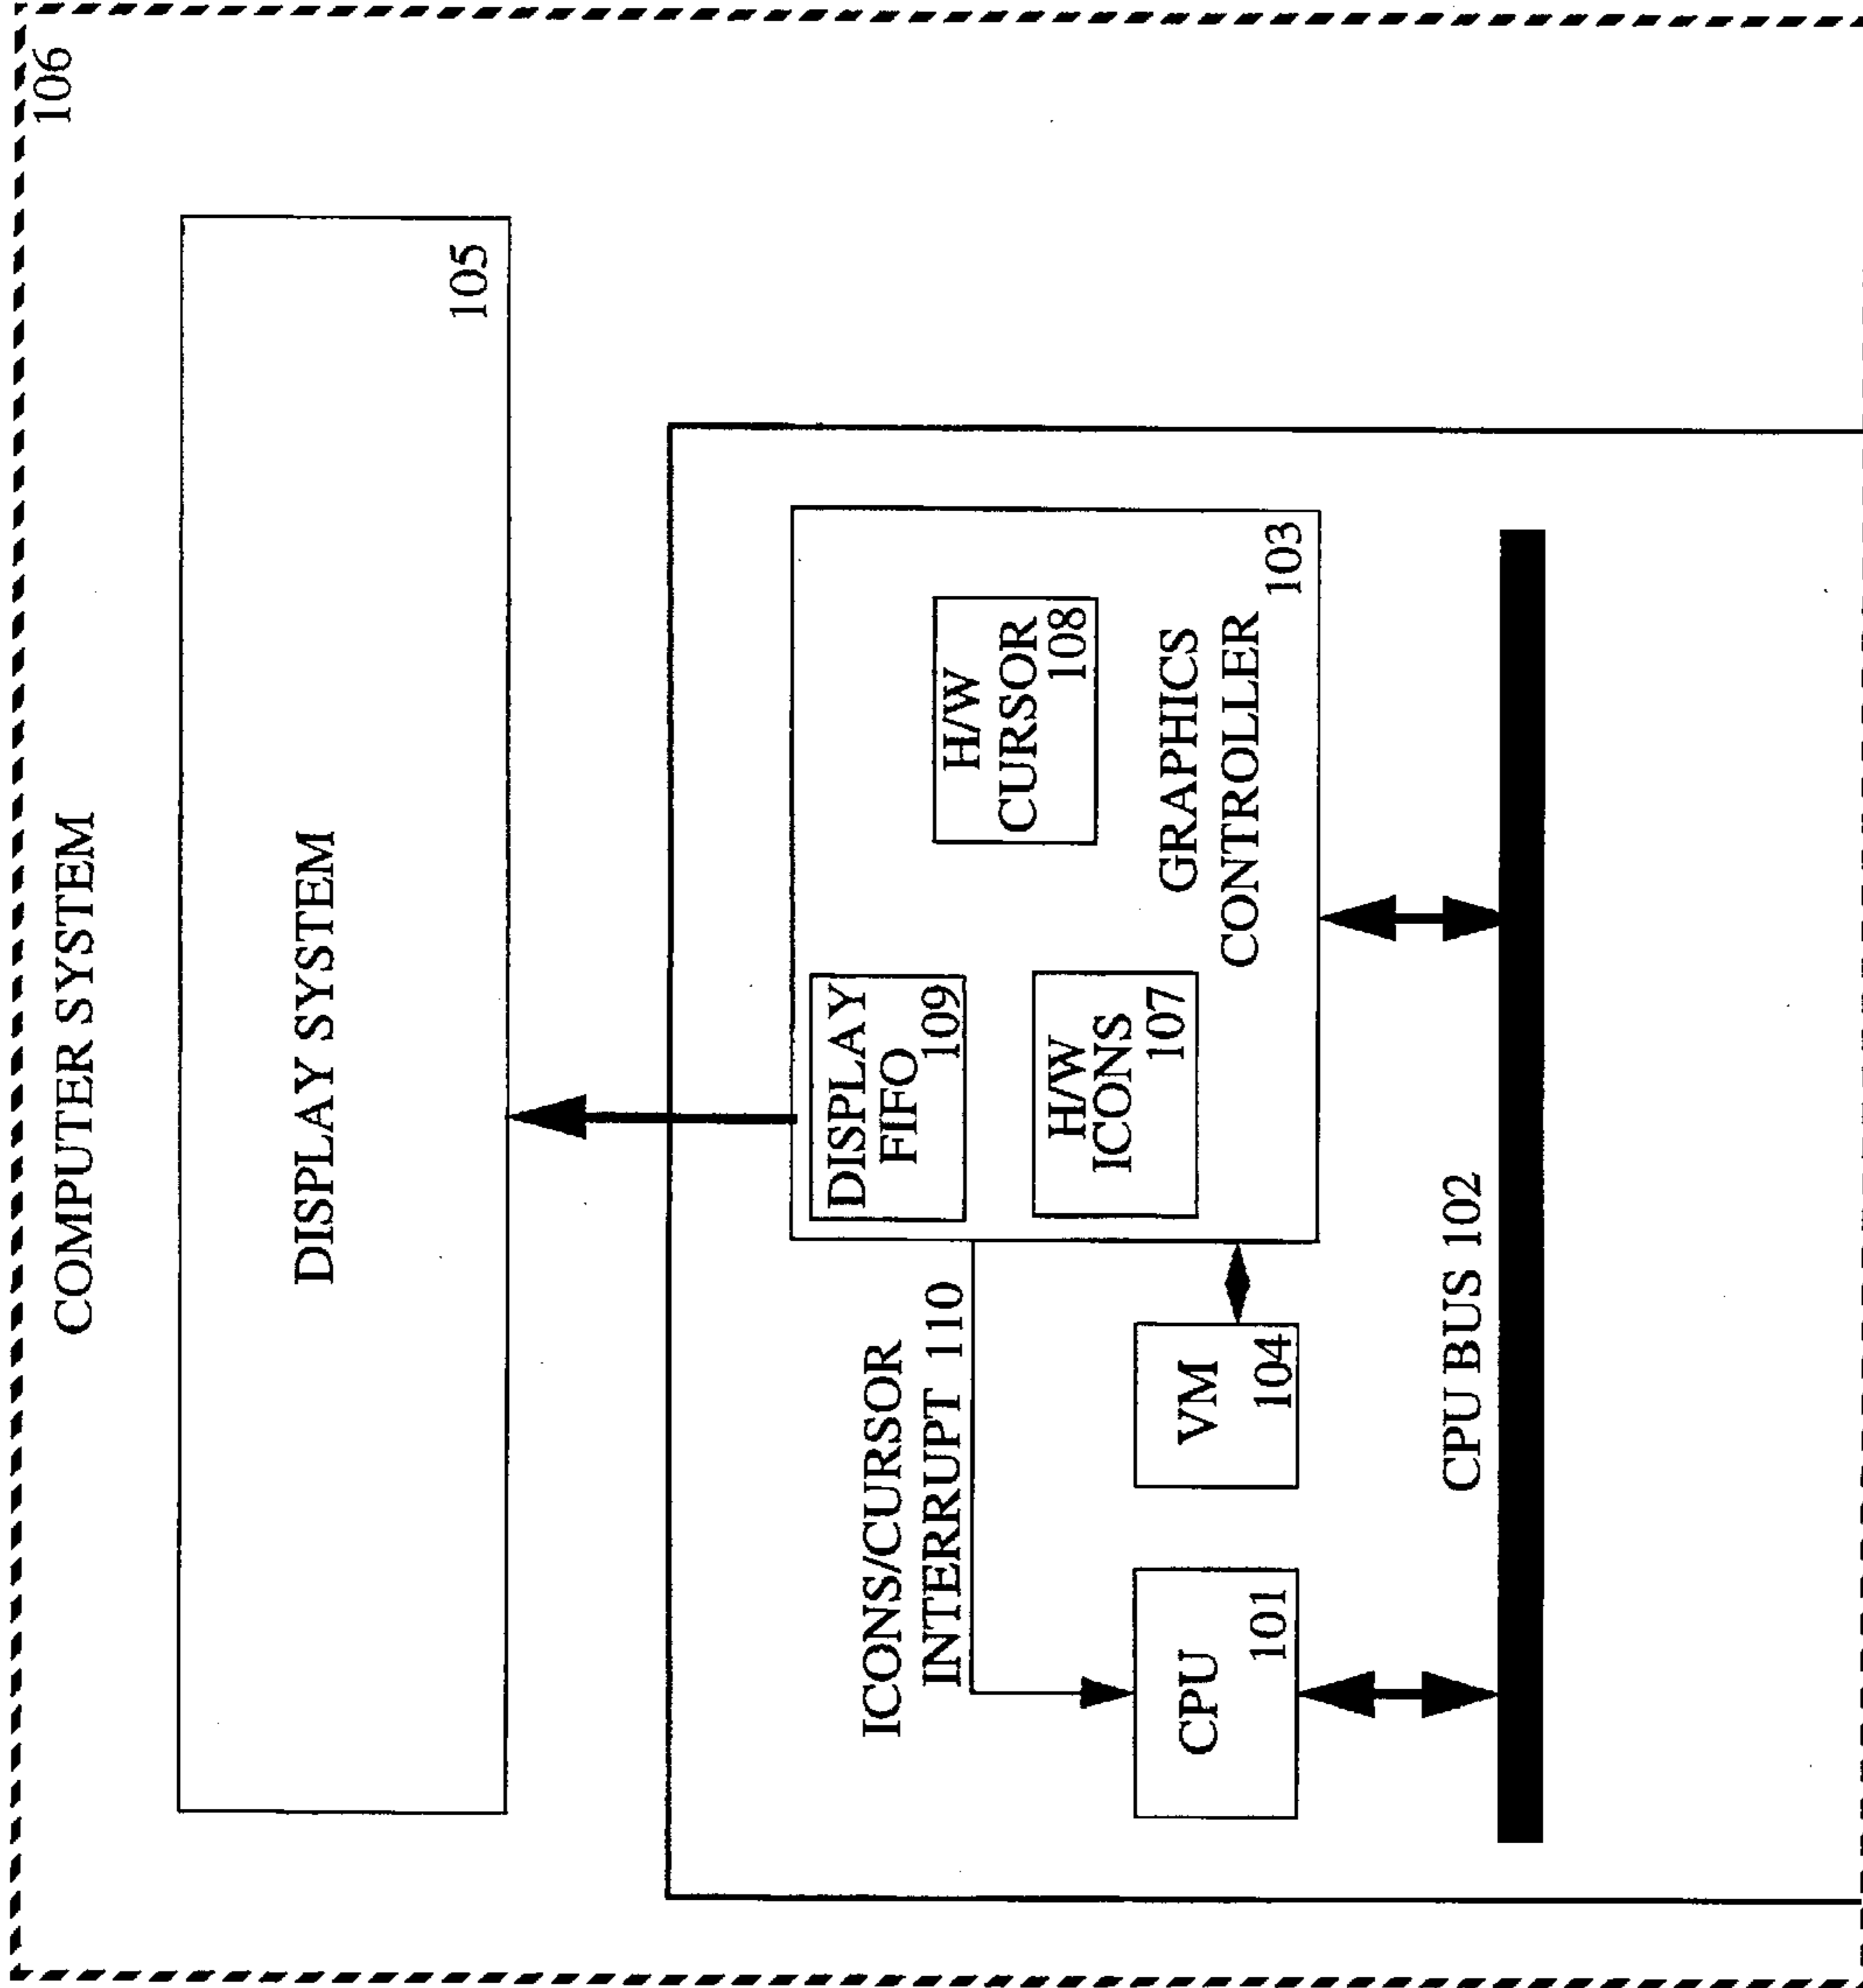 COMPUTER SYSTEM
106
DISPLAY SYSTEM
105
ICONS/CURSOR
INTERRUPT 110
DISPLAY
FIFO
109
H/W
CURSOR
108
H/W
ICONS
107
GRAPHICS
CONTROLLER
103
CPU
101
VM
104
CPU BUS 102